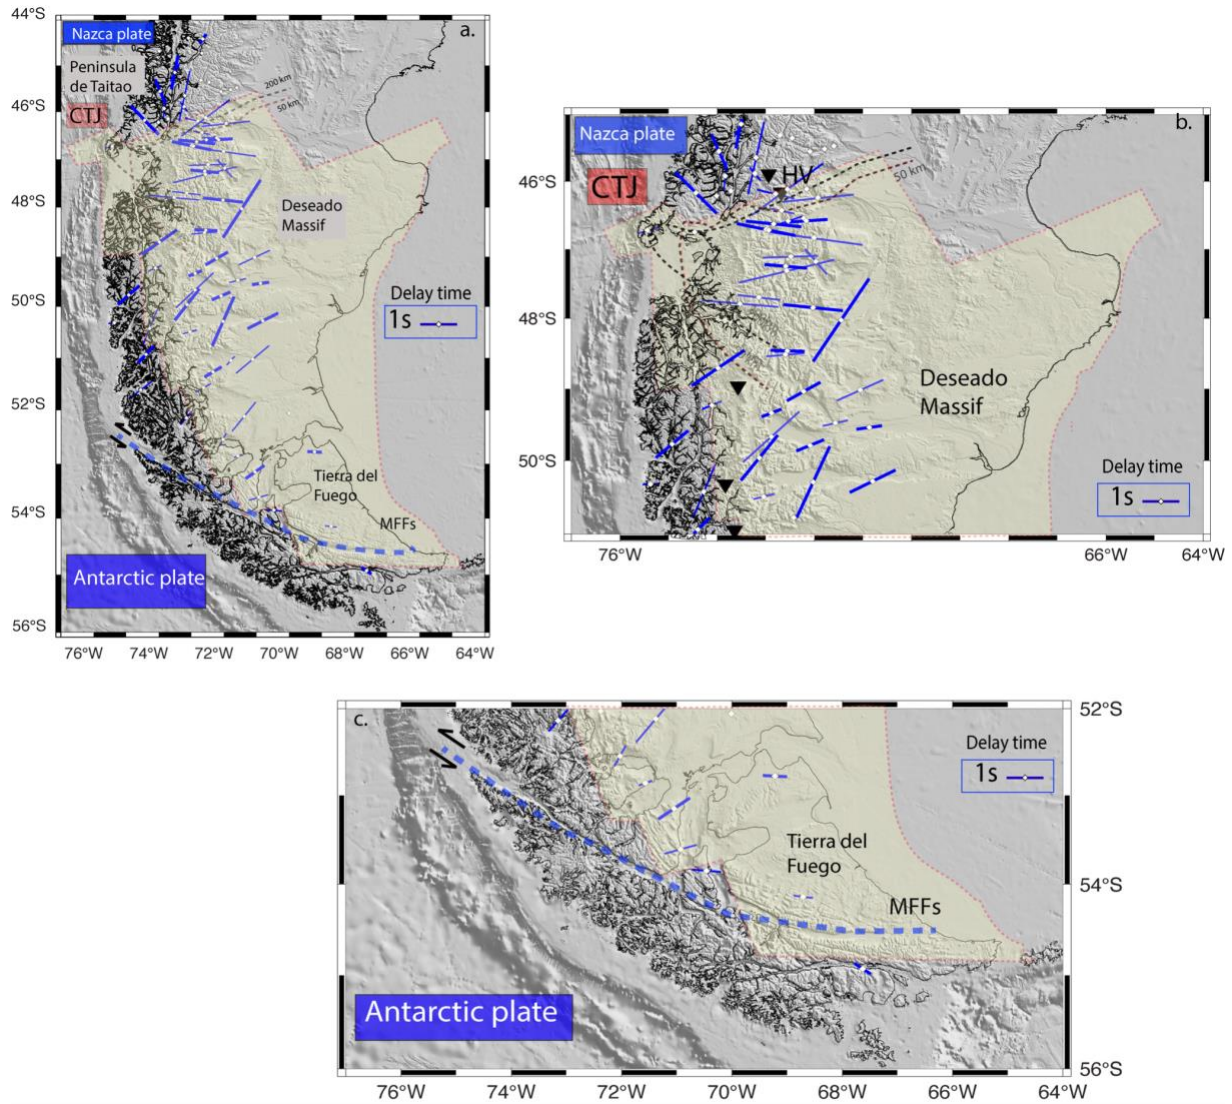 44°S
46°S
48°S
50°S
52°S
54°S
56°S
76°W
74°W
72°W
70°W
68°W
66°W
64°W
a.
Nazca plate
Peninsula
de Taitao
CTJ
200 km
50 km
Deseado
Massif
Delay time
1s
Tierra del
Fuego
MFFs
Antarctic plate
b.
Nazca plate
CTJ
HV
50 km
46°S
48°S
50°S
Deseado
Massif
Delay time
1s
76°W
66°W
64°W
c.
52°S
54°S
56°S
Delay time
1s
Tierra del
Fuego
MFFs
Antarctic plate
76°W
74°W
72°W
70°W
68°W
66°W
64°W